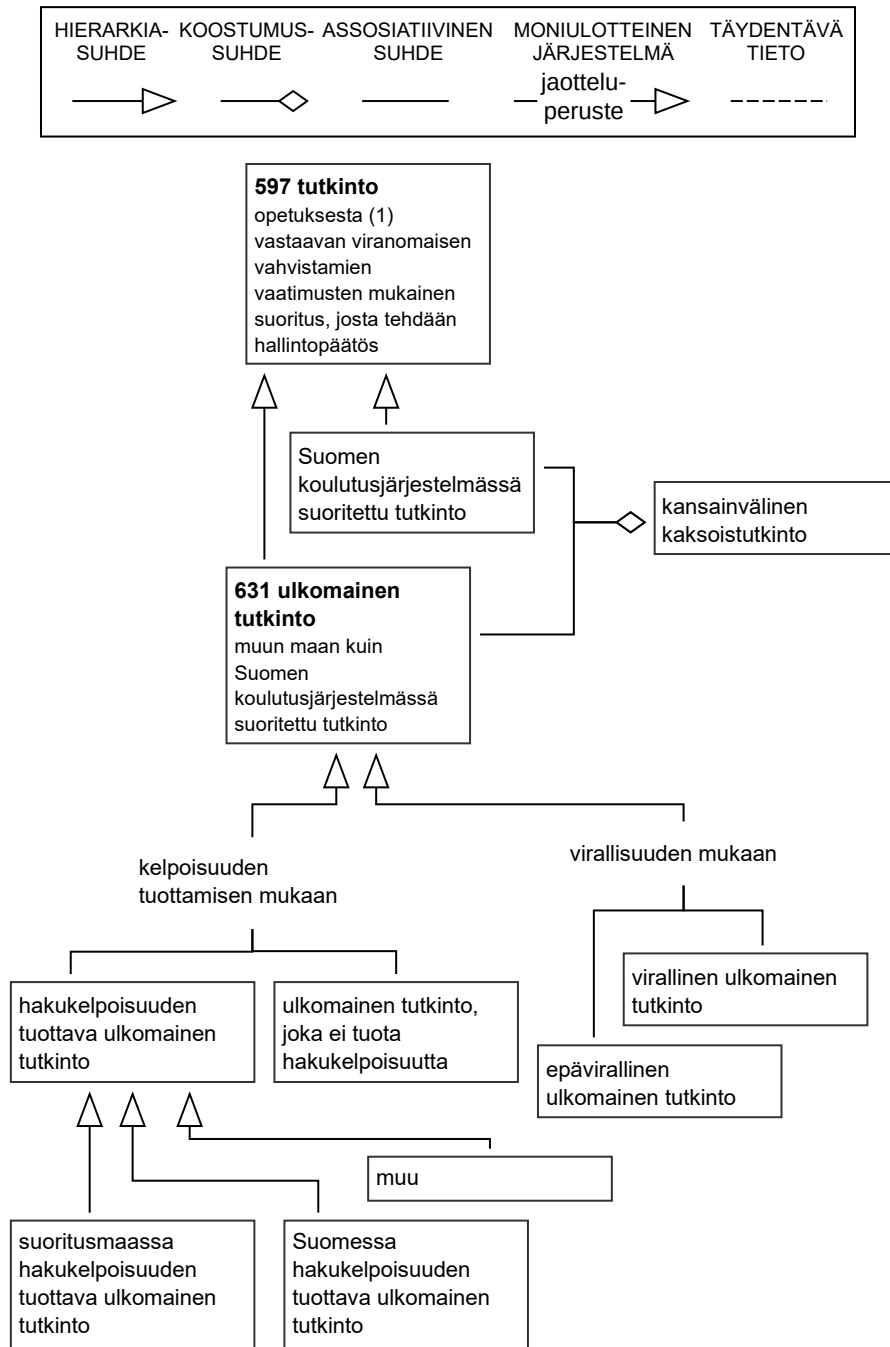 HIERARKIA-
SUHDE
KOOSTUMUS-
SUHDE
ASSOSIATIIVINEN
SUHDE
MONIULOTTEINEN
JÄRJESTELMÄ
TÄYDENTÄVÄ
TIETO
jaottelu-
peruste
597 tutkinto
opetuksesta (1)
vastaavan viranomaisen
vahvistamien
vaatimusten mukainen
suoritus, josta tehdään
hallintopäätös
Suomen
koulutusjärjestelmässä
suoritettu tutkinto
kansainvälinen
kaksoistutkinto
631 ulkomainen
tutkinto
muun maan kuin
Suomen
koulutusjärjestelmässä
suoritettu tutkinto
kelpoisuuden
tuottamisen mukaan
virallisuuden mukaan
hakukelpoisuuden
tuottava ulkomainen
tutkinto
ulkomainen tutkinto,
joka ei tuota
hakukelpoisuutta
virallinen ulkomainen
tutkinto
epävirallinen
ulkomainen tutkinto
muu
suoritusmaassa
hakukelpoisuuden
tuottava ulkomainen
tutkinto
Suomessa
hakukelpoisuuden
tuottava ulkomainen
tutkinto